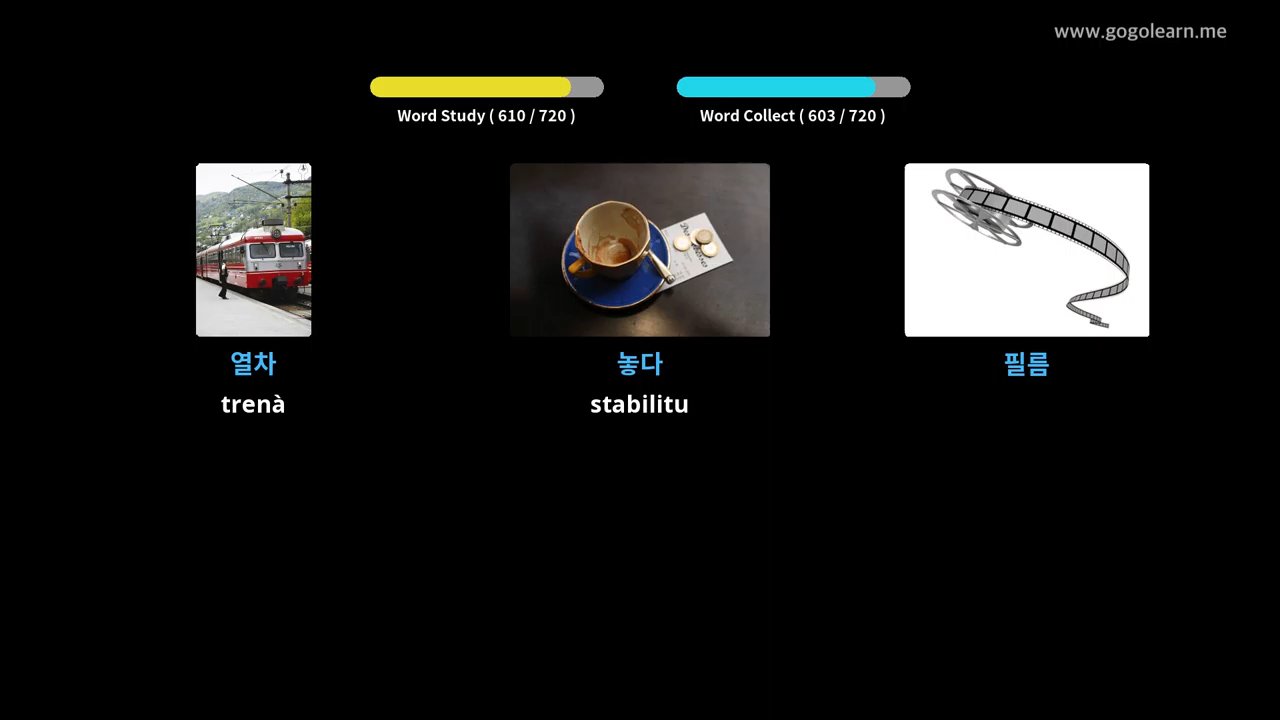 www.gogolearn.me
Word Study ( 610 / 720 )
Word Collect ( 603 / 720 )
열차
놓다
필름
trenà
stabilitu